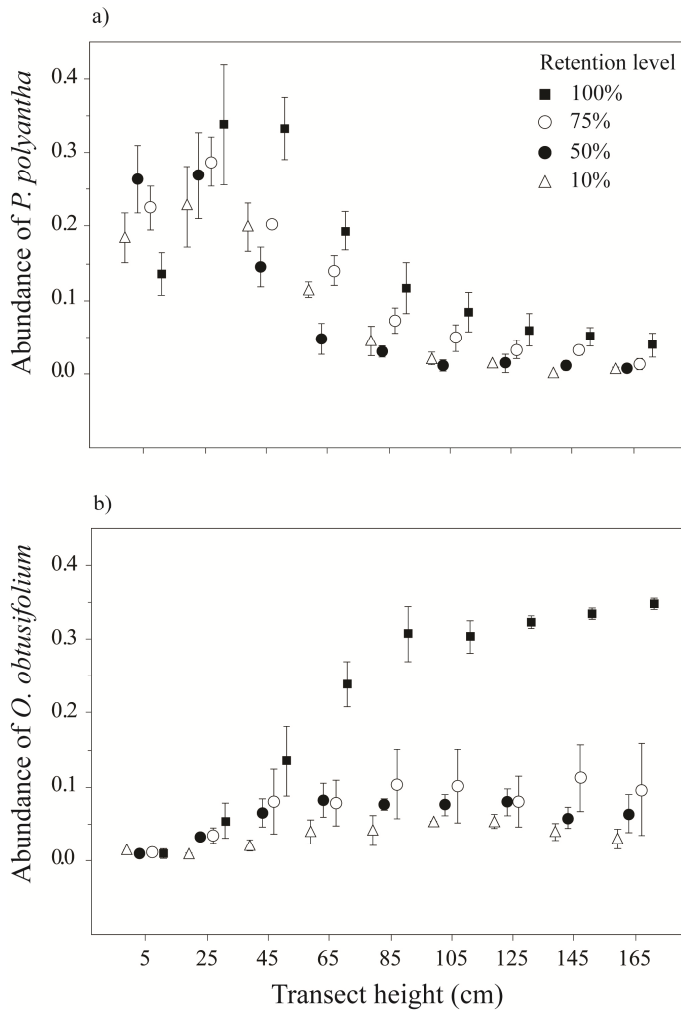 a)
Abundance of P. polyantha
0.4
0.3
0.2
0.1
0.0
Retention level
100%
75%
50%
10%
b)
Abundance of O. obtusifolium
0.4
0.3
0.2
0.1
0.0
5 25 45 65 85 105 125 145 165
Transect height (cm)